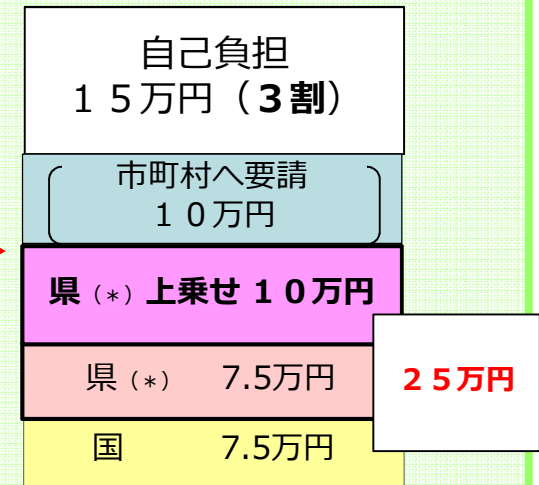 自己負担
１５万円（３割）
市町村へ要請
１０万円
県（*）上乗せ１０万円
県（*） 7.5万円
２５万円
国 7.5万円